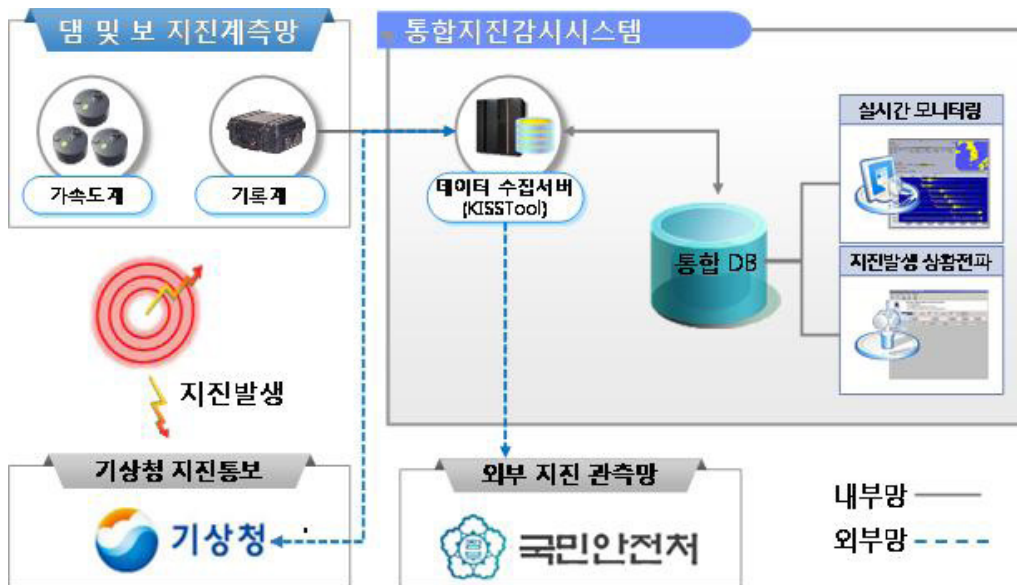 댐 및 보 지진계측망
통합지진감시시스템
가속도계
기록계
데이터 수집서버
(KISSTool)
통합 DB
실시간 모니터링
지진발생 상황전파
지진발생
기상청 지진통보
기상청
외부 지진 관측망
국민안전처
내부망
외부망